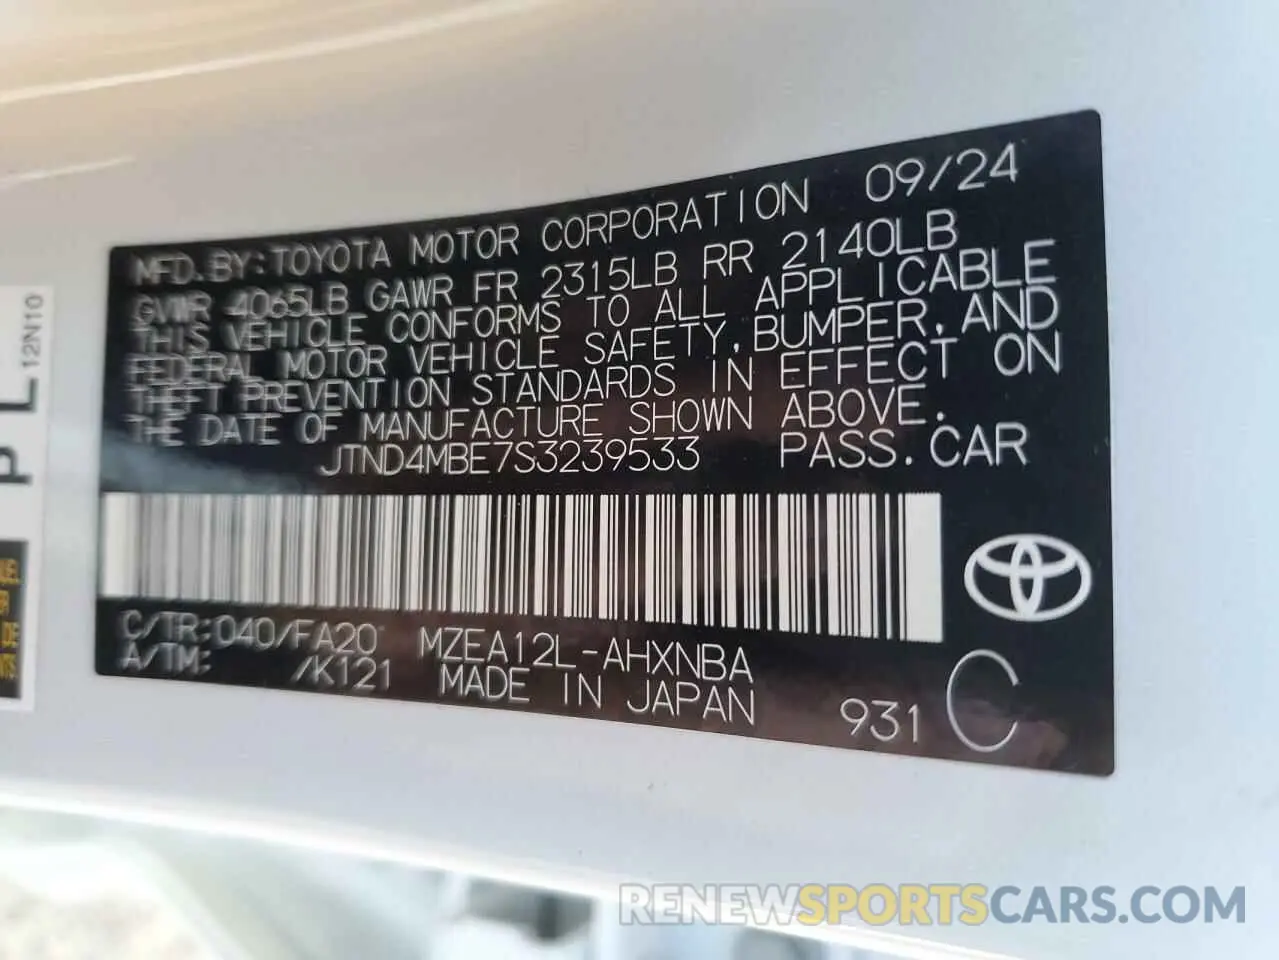 MFD.BY:TOYOTA MOTOR CORPORATION 09/24
GVWR 4065LB GAWR FR 2315LB RR 2140LB
THIS VEHICLE CONFORMS TO ALL APPLICABLE
FEDERAL MOTOR VEHICLE SAFETY,BUMPER,AND
THEFT PREVENTION STANDARDS IN EFFECT ON
THE DATE OF MANUFACTURE SHOWN ABOVE.
JTND4MBE7S3239533 PASS.CAR
C/TR:040/FA20 MZEA12L-AHXNBA
A/TM: /K121 MADE IN JAPAN 931 C
12N10
P L
DE
RENEWSPORTSCARS.COM